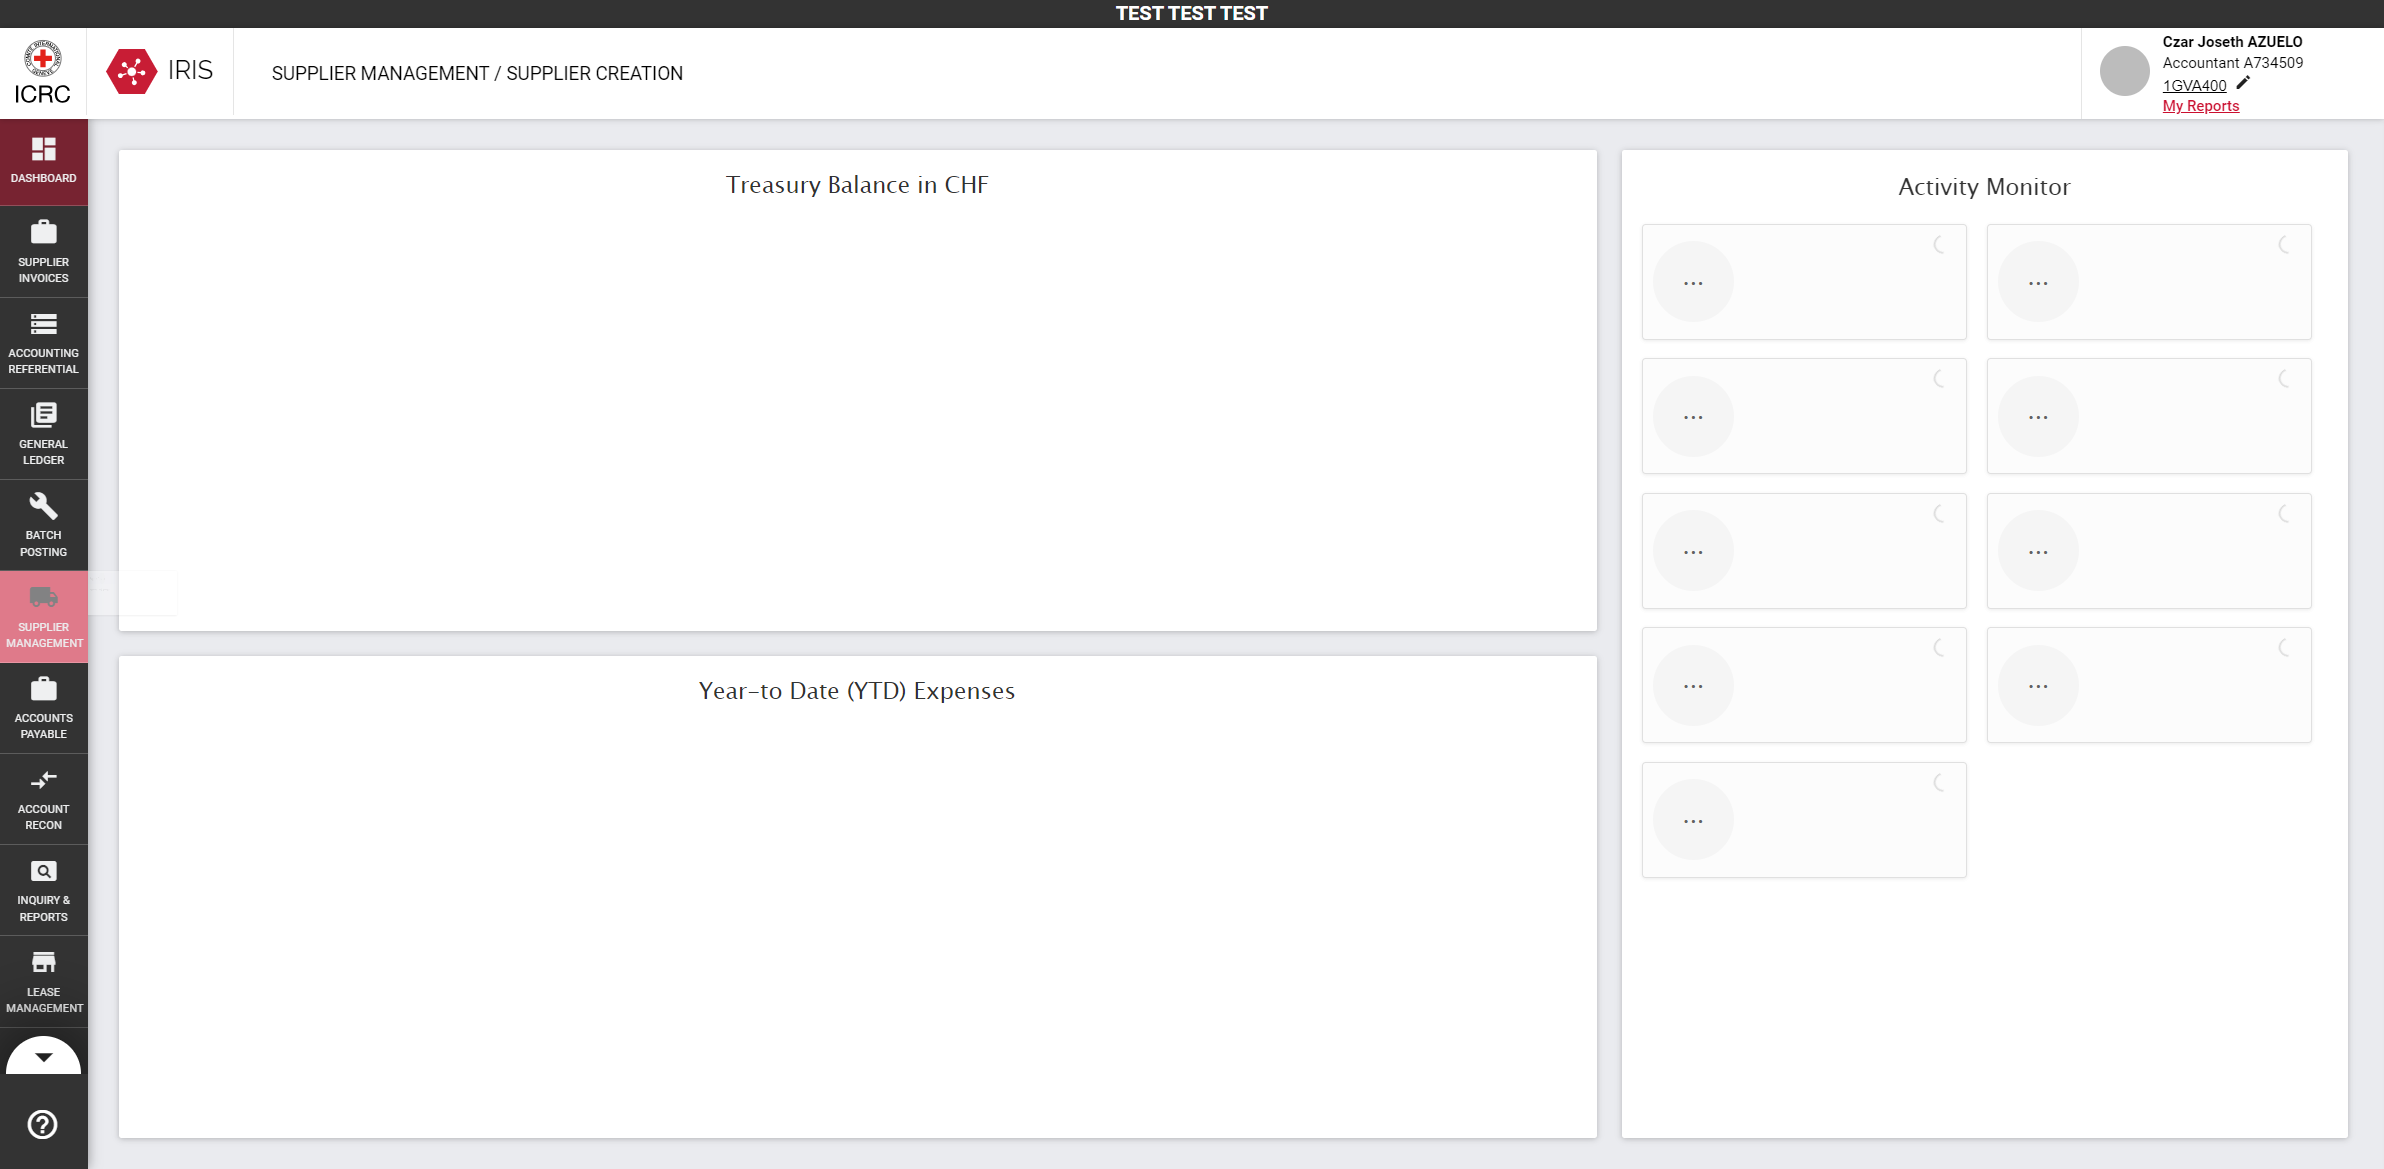 TEST TEST TEST
ICRC
IRIS
SUPPLIER MANAGEMENT / SUPPLIER CREATION
Czar Joseth AZUELO
Accountant A734509
1GVA400
My Reports
DASHBOARD
SUPPLIER
INVOICES
ACCOUNTING
REFERENTIAL
GENERAL
LEDGER
BATCH
POSTING
SUPPLIER
MANAGEMENT
ACCOUNTS
PAYABLE
ACCOUNT
RECON
INQUIRY &
REPORTS
LEASE
MANAGEMENT
Treasury Balance in CHF
Year-to Date (YTD) Expenses
Activity Monitor
...
...
...
...
...
...
...
...
...